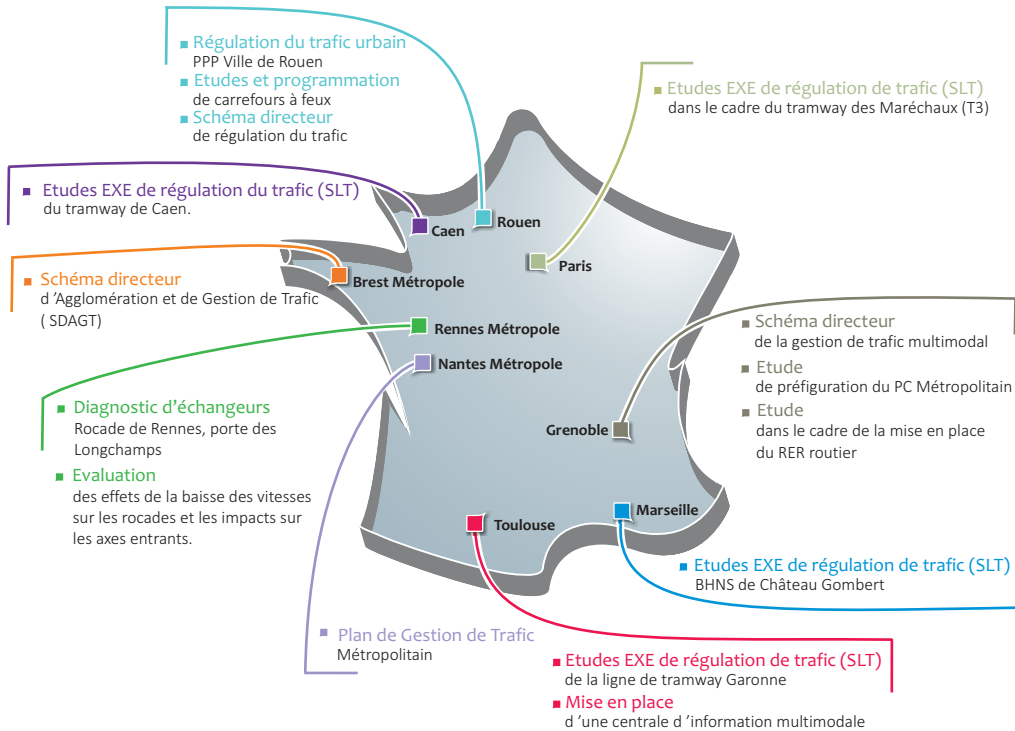 Régulation du trafic urbain
PPP Ville de Rouen
Etudes et programmation
de carrefours à feux
Schéma directeur
de régulation du trafic
Etudes EXE de régulation de trafic (SLT)
dans le cadre du tramway des Maréchaux (T3)
Etudes EXE de régulation du trafic (SLT)
du tramway de Caen.
Caen
Rouen
Paris
Schéma directeur
d ’Agglomération et de Gestion de Trafic
( SDAGT)
Brest Métropole
Rennes Métropole
Nantes Métropole
Schéma directeur
de la gestion de trafic multimodal
Etude
de préfiguration du PC Métropolitain
Etude
dans le cadre de la mise en place
du RER routier
Grenoble
Diagnostic d’échangeurs
Rocade de Rennes, porte des
Longchamps
Evaluation
des effets de la baisse des vitesses
sur les rocades et les impacts sur
les axes entrants.
Toulouse
Marseille
Etudes EXE de régulation de trafic (SLT)
BHNS de Château Gombert
Plan de Gestion de Trafic
Métropolitain
Etudes EXE de régulation de trafic (SLT)
de la ligne de tramway Garonne
Mise en place
d ’une centrale d ’information multimodale